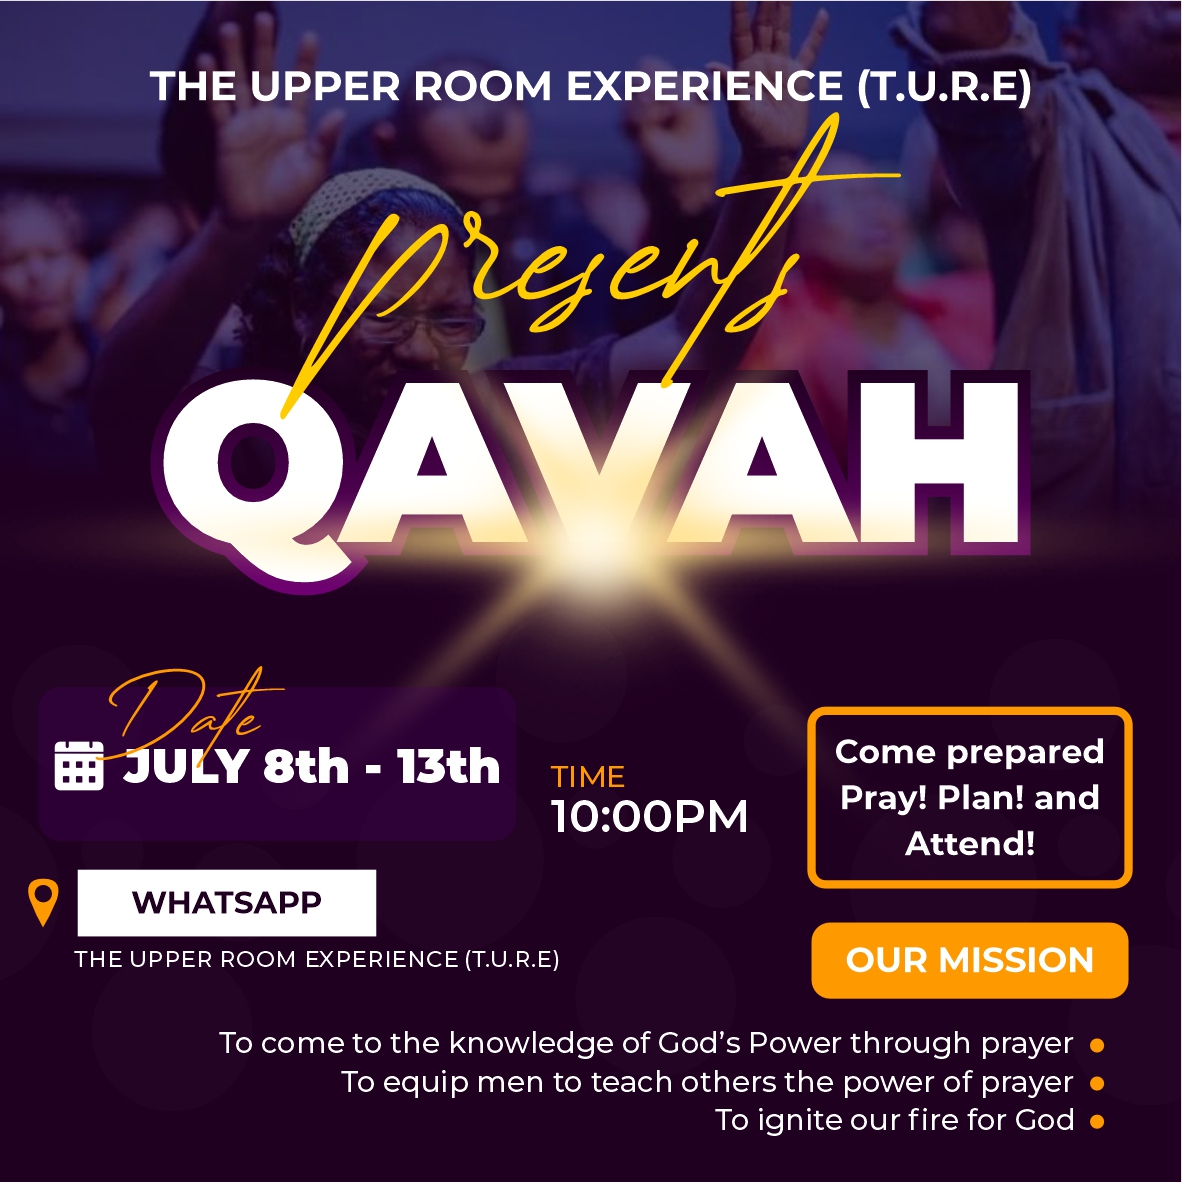 THE UPPER ROOM EXPERIENCE (T.U.R.E)
presents
QAVAH
Date
JULY 8th - 13th
TIME
10:00PM
Come prepared
Pray! Plan! and
Attend!
WHATSAPP
THE UPPER ROOM EXPERIENCE (T.U.R.E)
OUR MISSION
To come to the knowledge of God’s Power through prayer •
To equip men to teach others the power of prayer •
To ignite our fire for God •